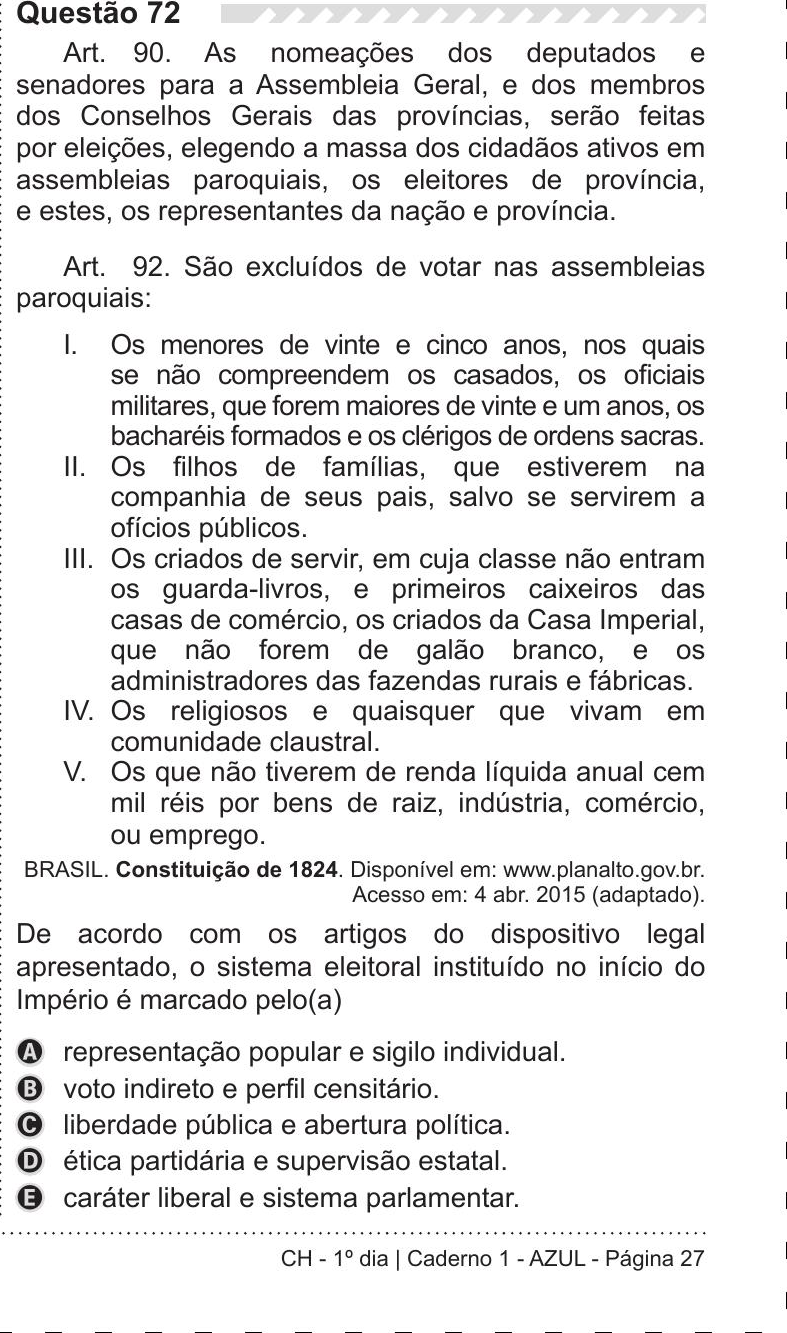 Questão 72
Art. 90. As nomeações dos deputados e
senadores para a Assembleia Geral, e dos membros
dos Conselhos Gerais das províncias, serão feitas
por eleições, elegendo a massa dos cidadãos ativos em
assembleias paroquiais, os eleitores de província,
e estes, os representantes da nação e província.
Art. 92. São excluídos de votar nas assembleias
paroquiais:
I. Os menores de vinte e cinco anos, nos quais
se não compreendem os casados, os oficiais
militares, que forem maiores de vinte e um anos, os
bacharéis formados e os clérigos de ordens sacras.
II. Os filhos de famílias, que estiverem na
companhia de seus pais, salvo se servirem a
ofícios públicos.
III. Os criados de servir, em cuja classe não entram
os guarda-livros, e primeiros caixeiros das
casas de comércio, os criados da Casa Imperial,
que não forem de galão branco, e os
administradores das fazendas rurais e fábricas.
IV. Os religiosos e quaisquer que vivam em
comunidade claustral.
V. Os que não tiverem de renda líquida anual cem
mil réis por bens de raiz, indústria, comércio,
ou emprego.
BRASIL. Constituição de 1824. Disponível em: www.planalto.gov.br.
Acesso em: 4 abr. 2015 (adaptado).
De acordo com os artigos do dispositivo legal
apresentado, o sistema eleitoral instituído no início do
Império é marcado pelo(a)
A representação popular e sigilo individual.
B voto indireto e perfil censitário.
C liberdade pública e abertura política.
D ética partidária e supervisão estatal.
E caráter liberal e sistema parlamentar.
CH - 1º dia | Caderno 1 - AZUL - Página 27